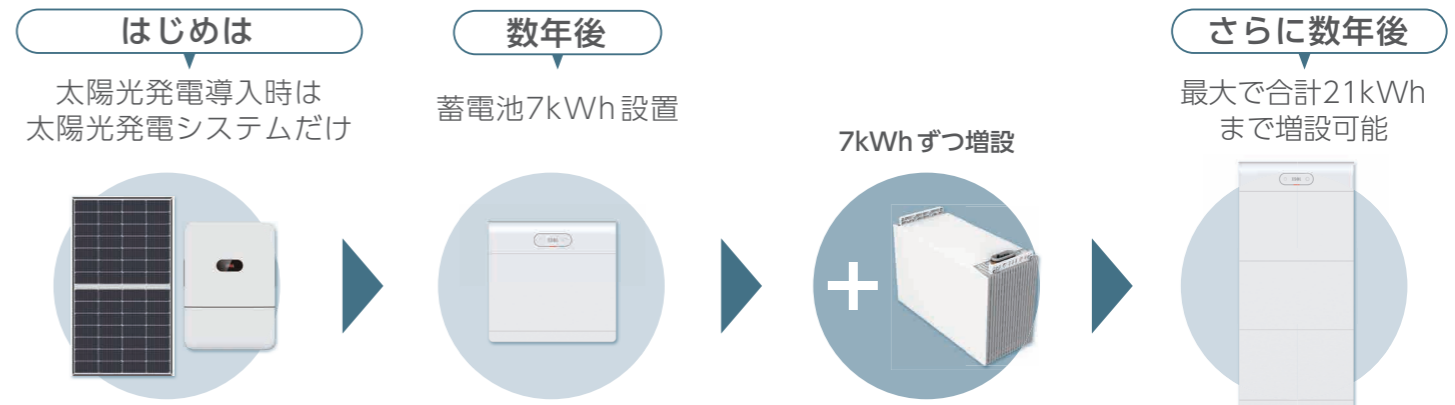 はじめは
太陽光発電導入時は
太陽光発電システムだけ
数年後
蓄電池7kWh設置
7kWhずつ増設
さらに数年後
最大で合計21kWh
まで増設可能